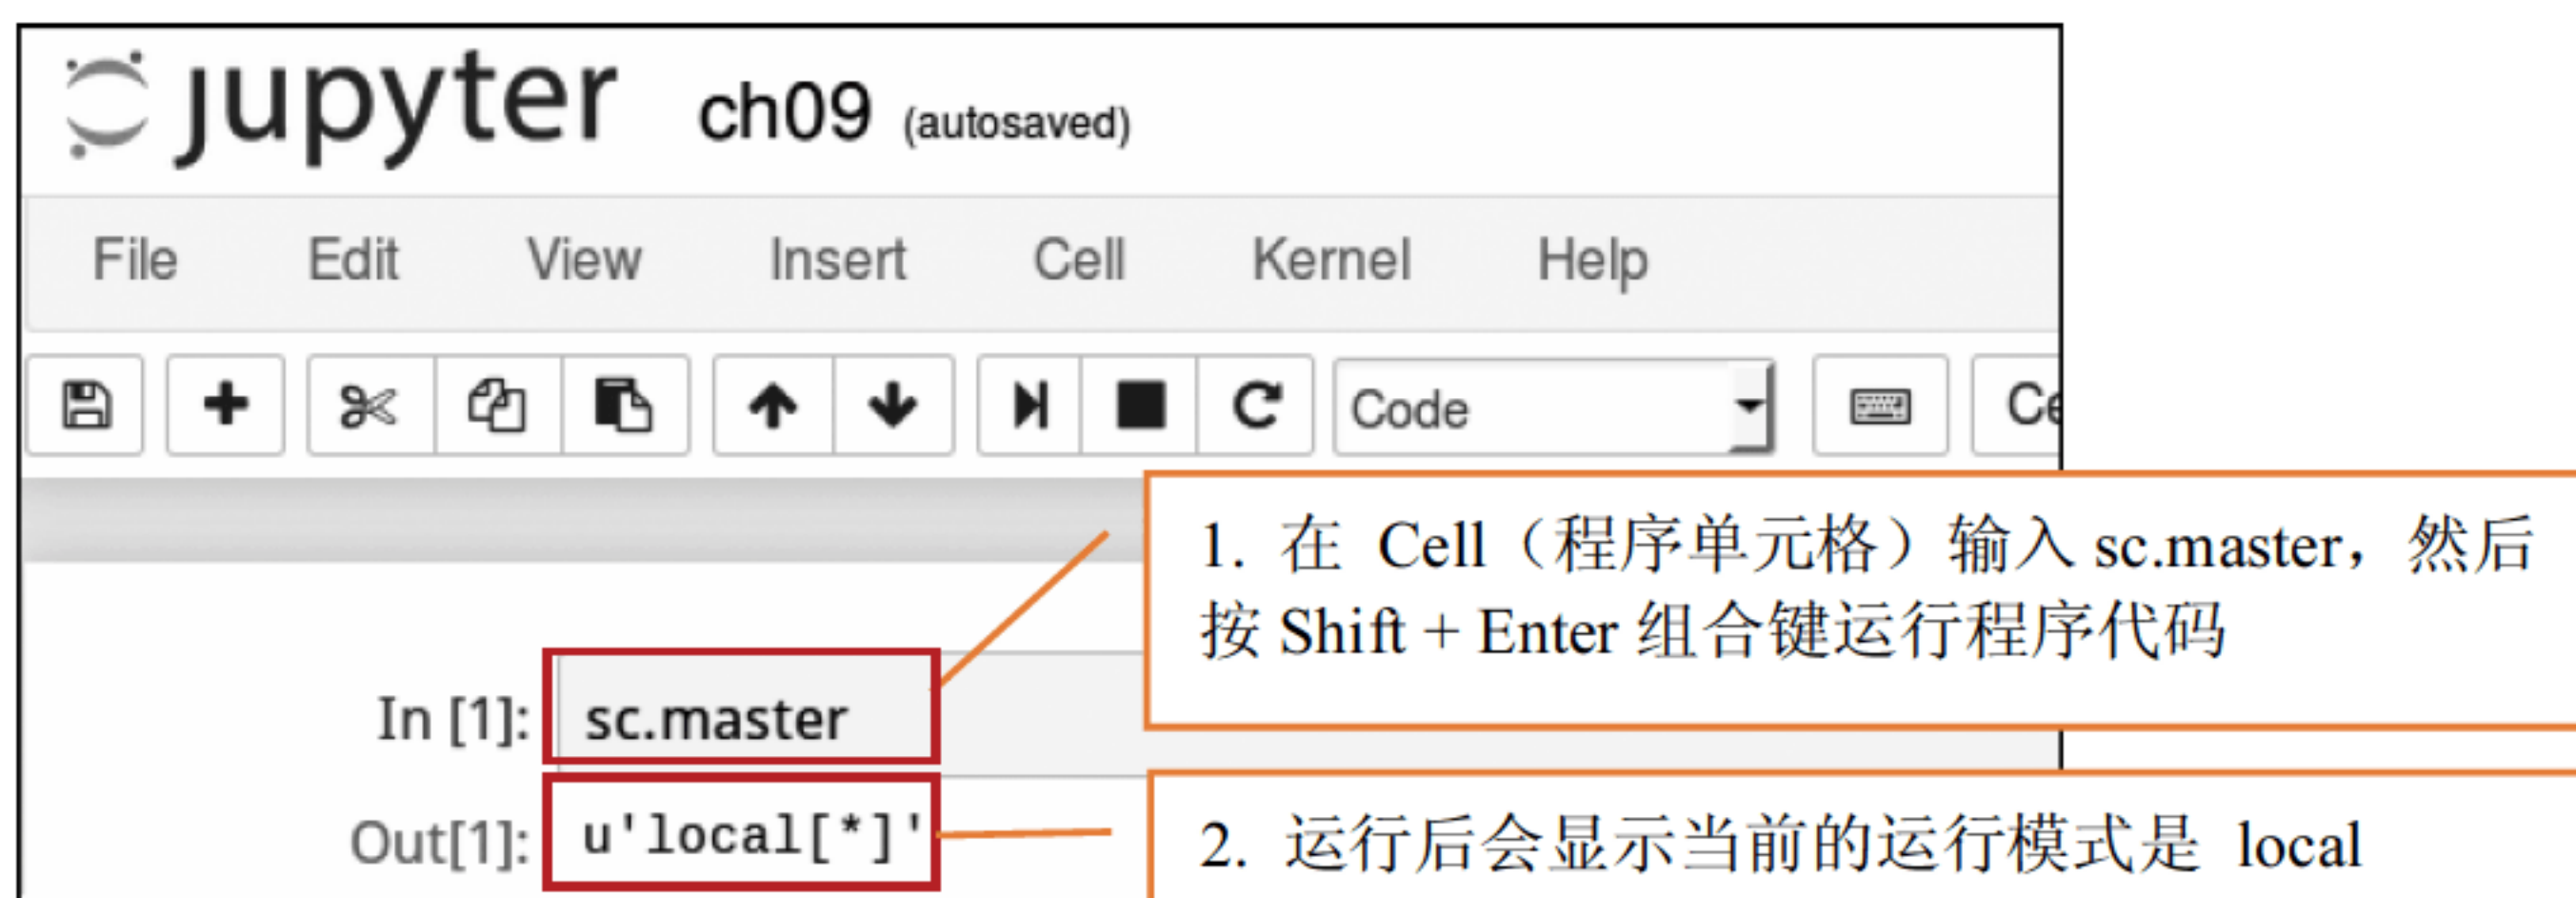 jupyter ch09 (autosaved)
File Edit View Insert Cell Kernel Help
Code Ce
1. 在 Cell（程序单元格）输入 sc.master，然后
按 Shift + Enter 组合键运行程序代码
In [1]: sc.master
Out[1]: u'local[*]'
2. 运行后会显示当前的运行模式是 local